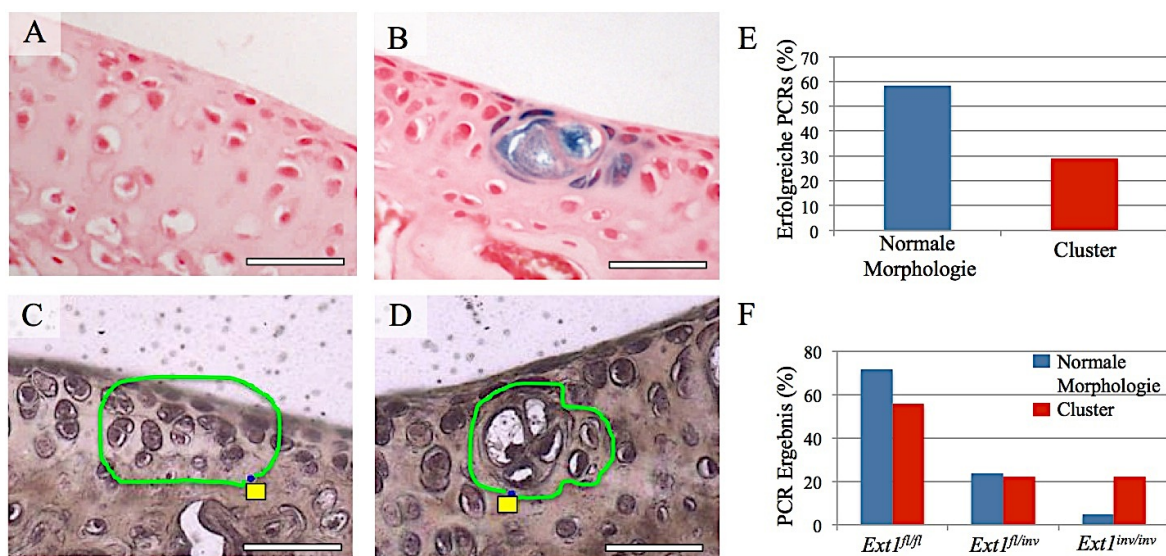 A
B
E
Erfolgreiche PCRs (%)
70
60
50
40
30
20
10
0
Normale
Morphologie
Cluster
C
D
F
PCR Ergebnis (%)
80
60
40
20
0
Normale
Morphologie
Cluster
Ext1fl/fl
Ext1fl/inv
Ext1inv/inv